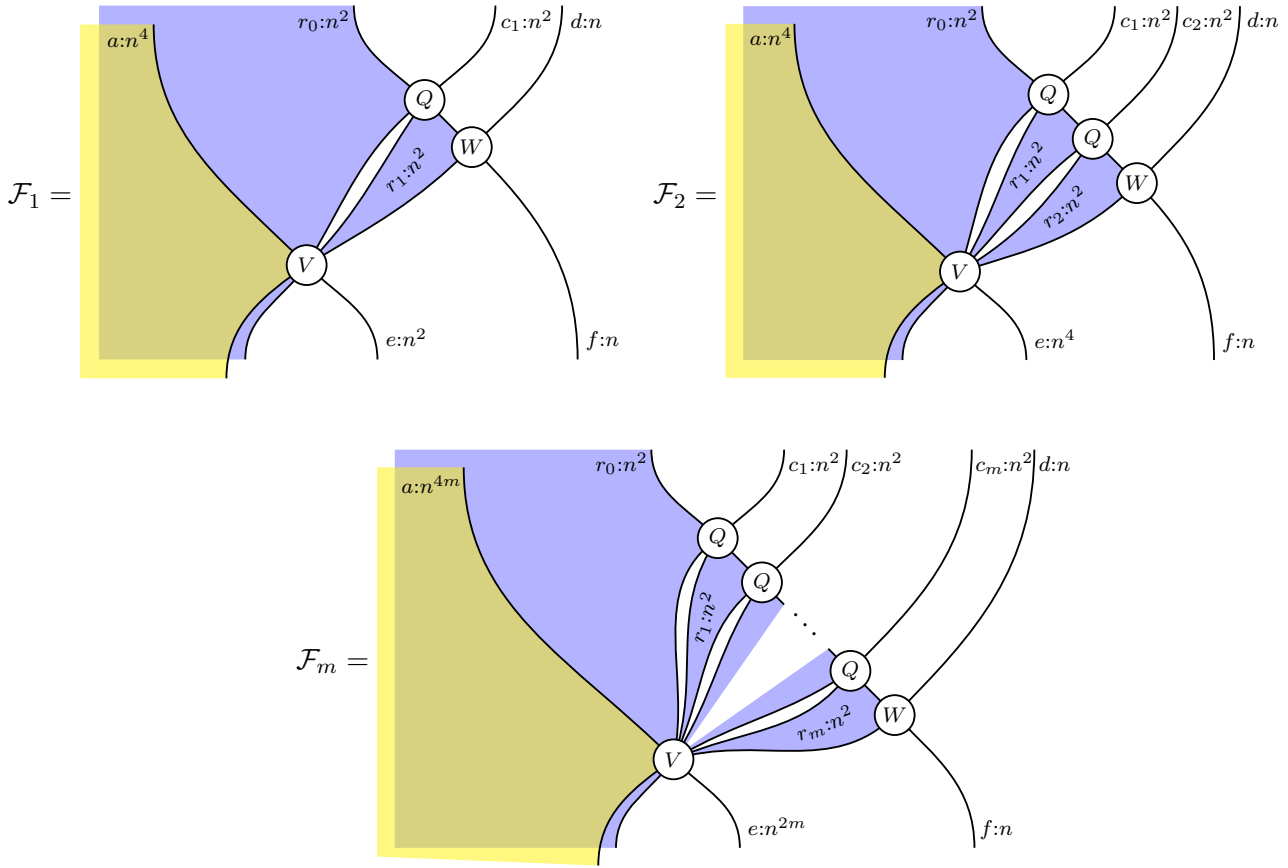 r₀:n² c₁:n² d:n
a:n⁴
Q
W
r₁:n²
F₁ =
V
e:n² f:n
r₀:n² c₁:n² c₂:n² d:n
a:n⁴
Q
Q
r₁:n²
W
r₂:n²
F₂ =
V
e:n⁴ f:n
r₀:n² c₁:n² c₂:n² cₘ:n² d:n
a:n⁴ᵐ
Q
Q
r₁:n²
⋱
Fₘ =
Q
rₘ:n²
W
V
e:n²ᵐ f:n